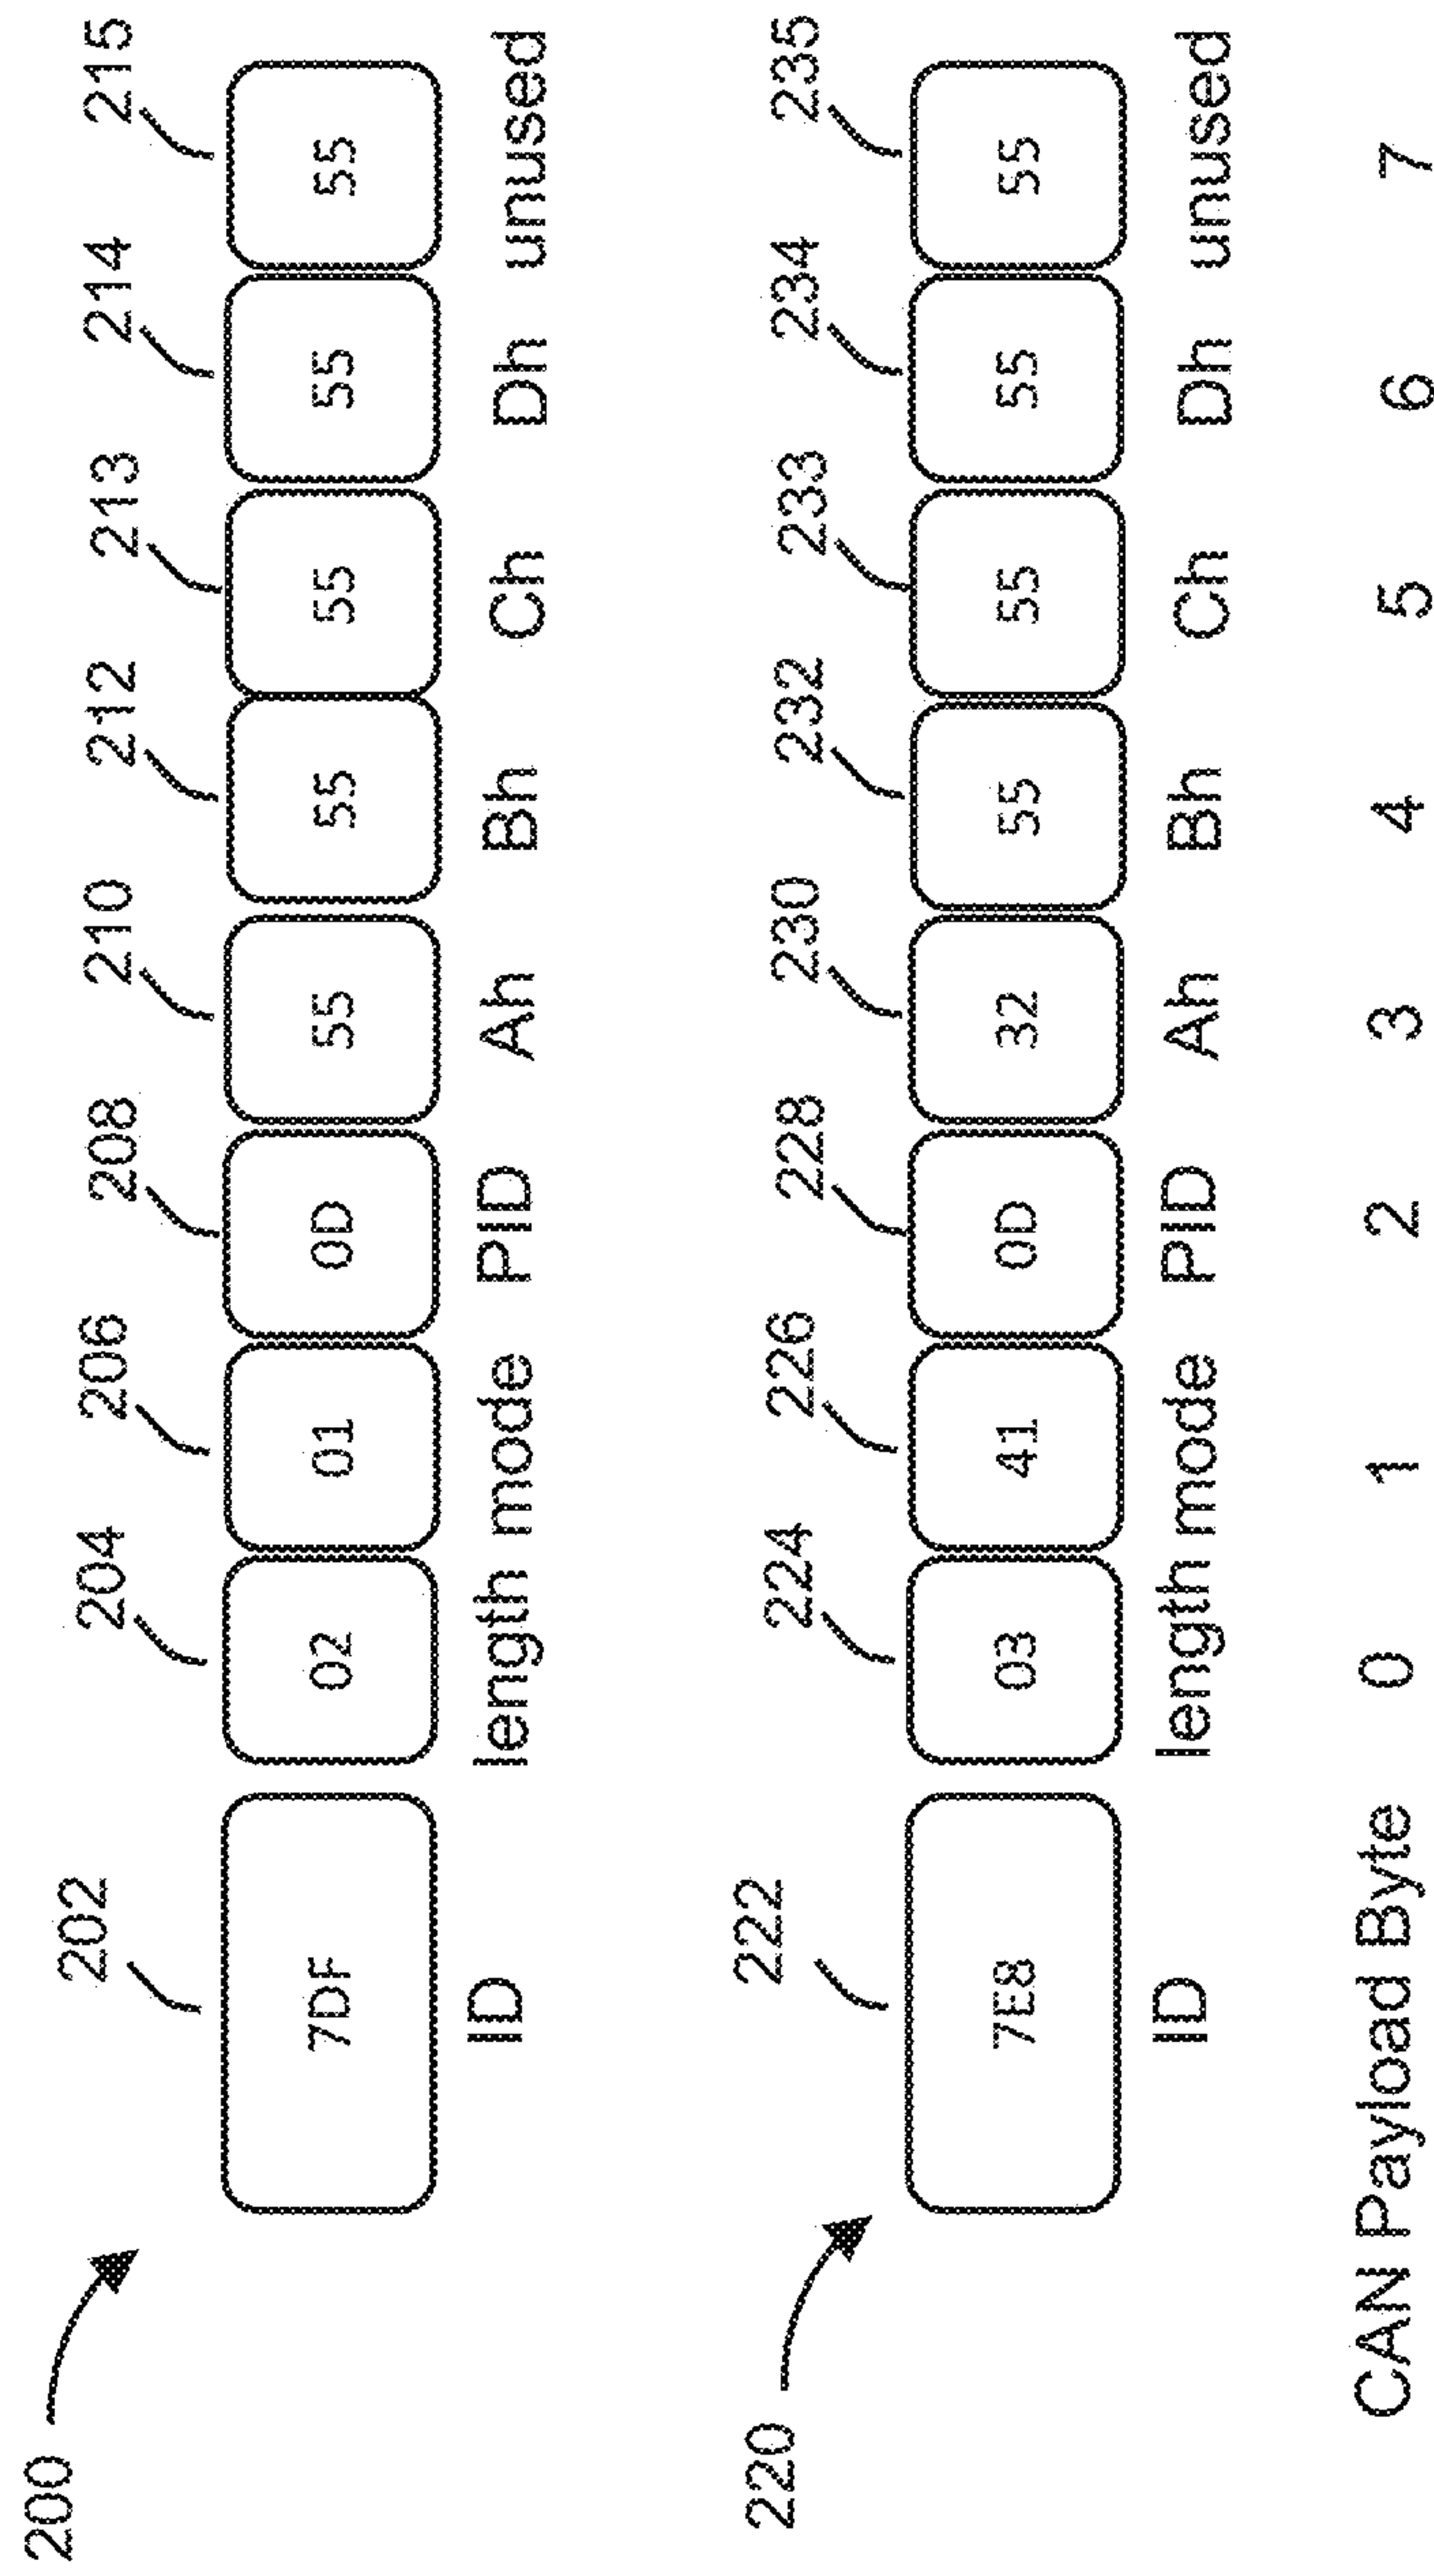 200
202 204 206 208 210 212 213 214 215
7DF 02 01 0D 55 55 55 55 55
ID length mode PID Ah Bh Ch Dh unused
220
222 224 226 228 230 232 233 234 235
7E8 03 41 0D 32 55 55 55 55
ID length mode PID Ah Bh Ch Dh unused
CAN Payload Byte 0 1 2 3 4 5 6 7